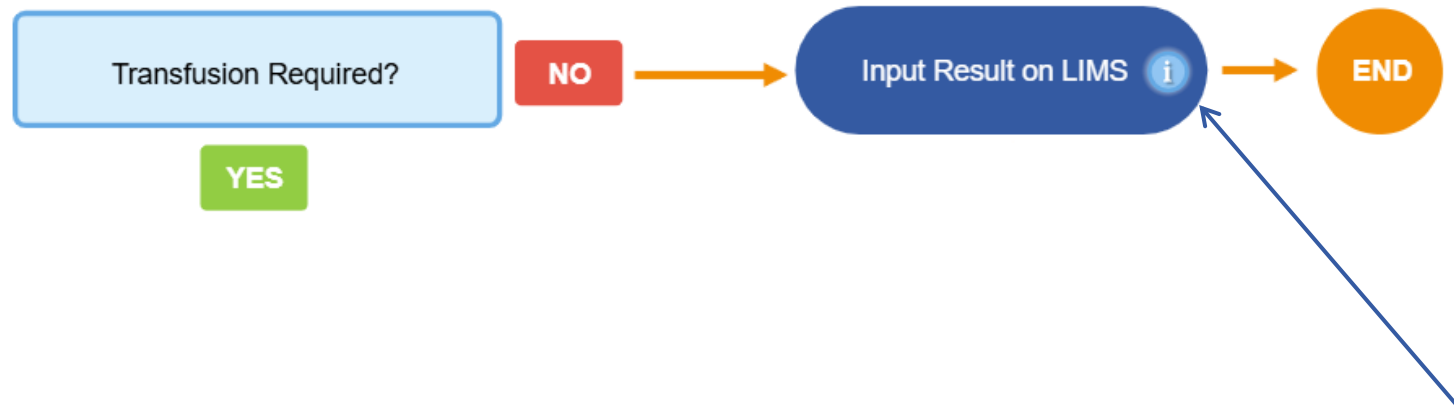 Transfusion Required?
NO
Input Result on LIMS i
END
YES